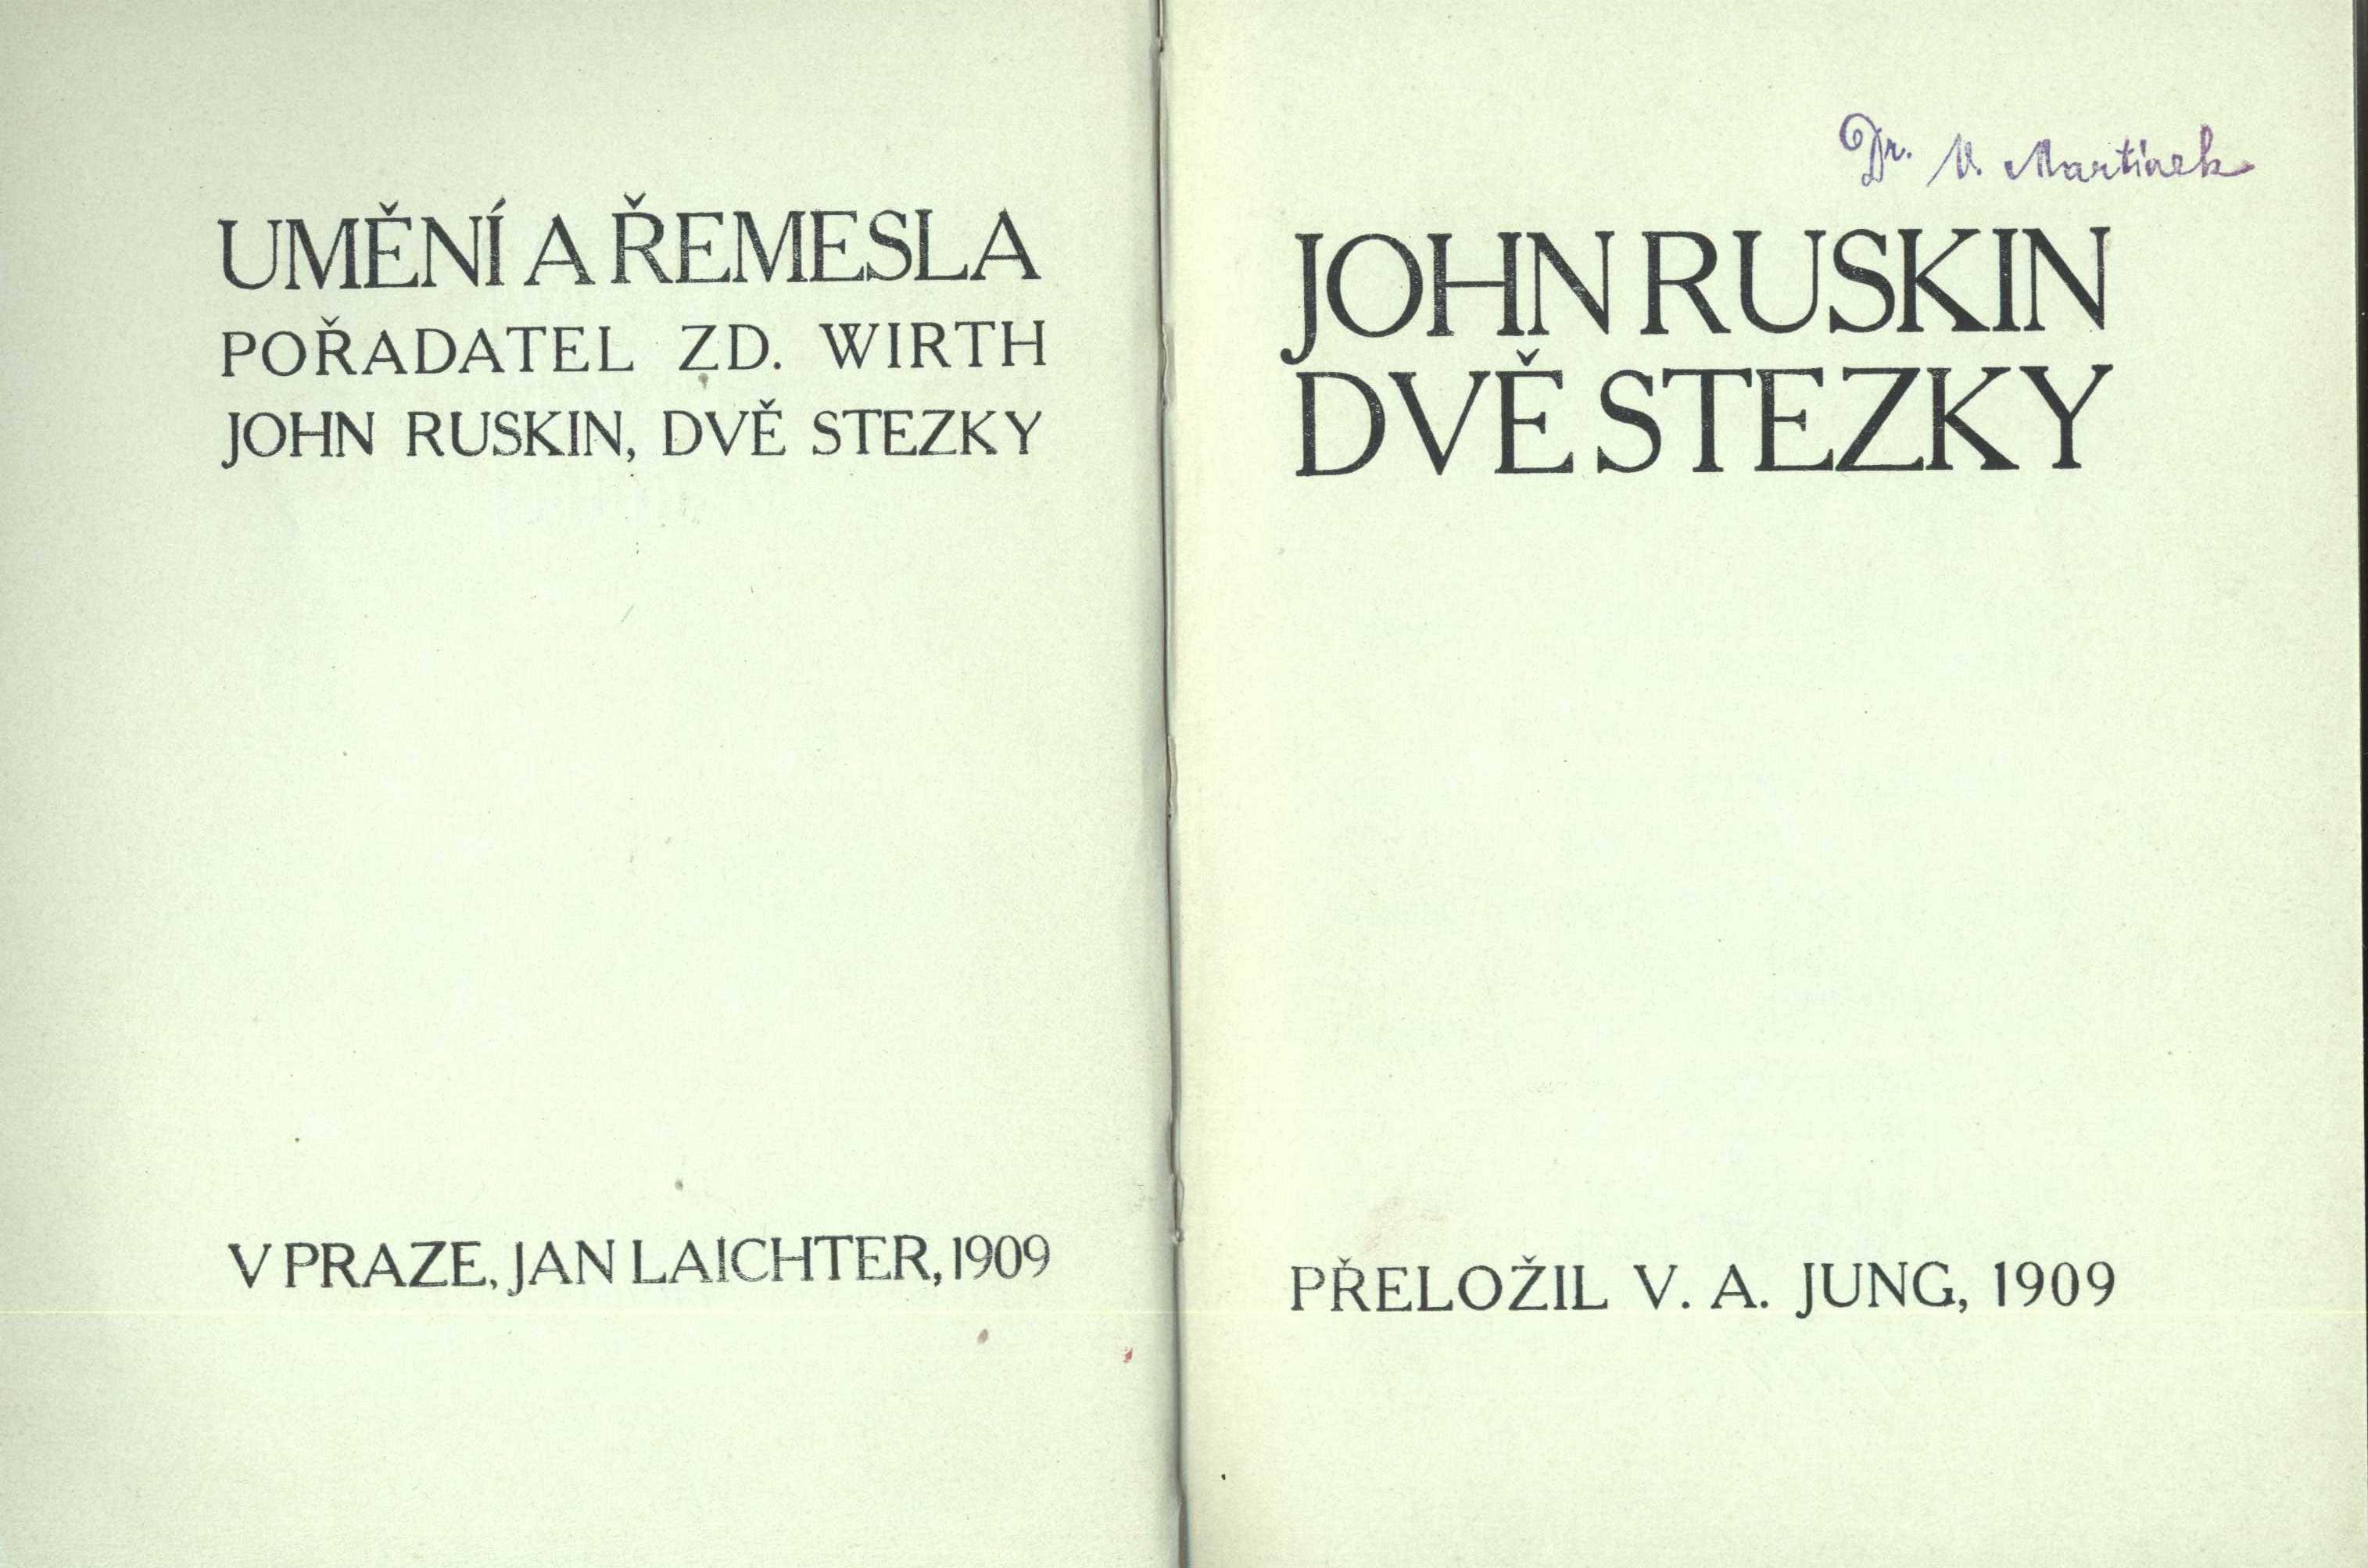 UMĚNÍ A ŘEMESLA
POŘADATEL ZD. WIRTH
JOHN RUSKIN, DVĚ STEZKY
V PRAZE, JAN LAICHTER, 1909
Dr. V. Martinek
JOHN RUSKIN
DVĚ STEZKY
PŘELOŽIL V. A. JUNG, 1909